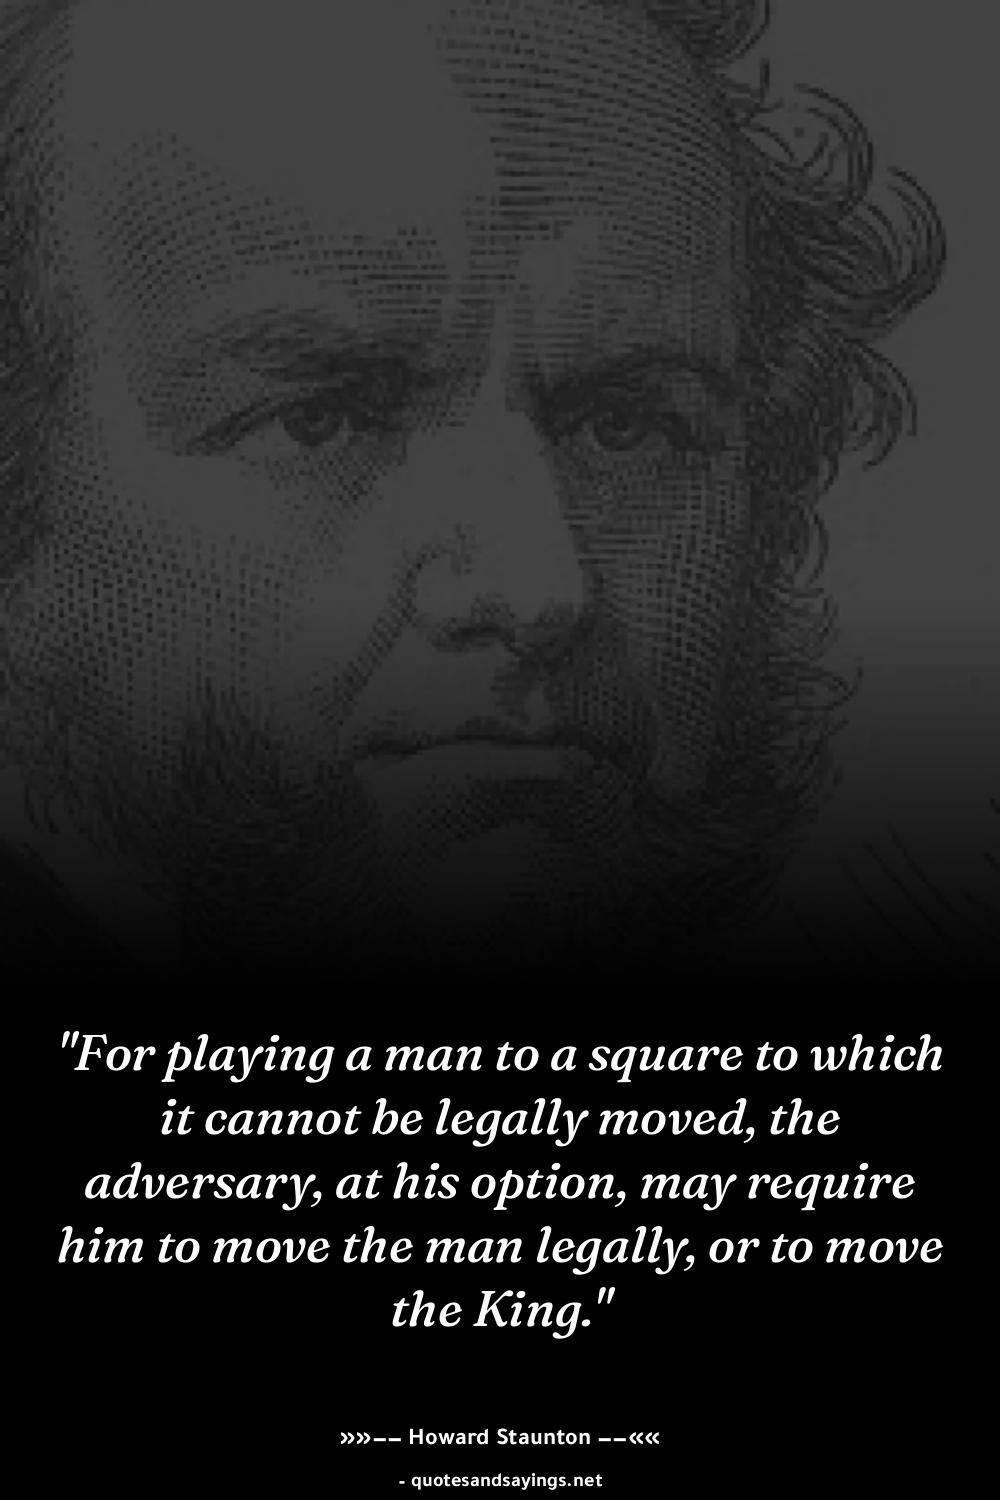 "For playing a man to a square to which
it cannot be legally moved, the
adversary, at his option, may require
him to move the man legally, or to move
the King."
»»–– Howard Staunton ––««
- quotesandsayings.net